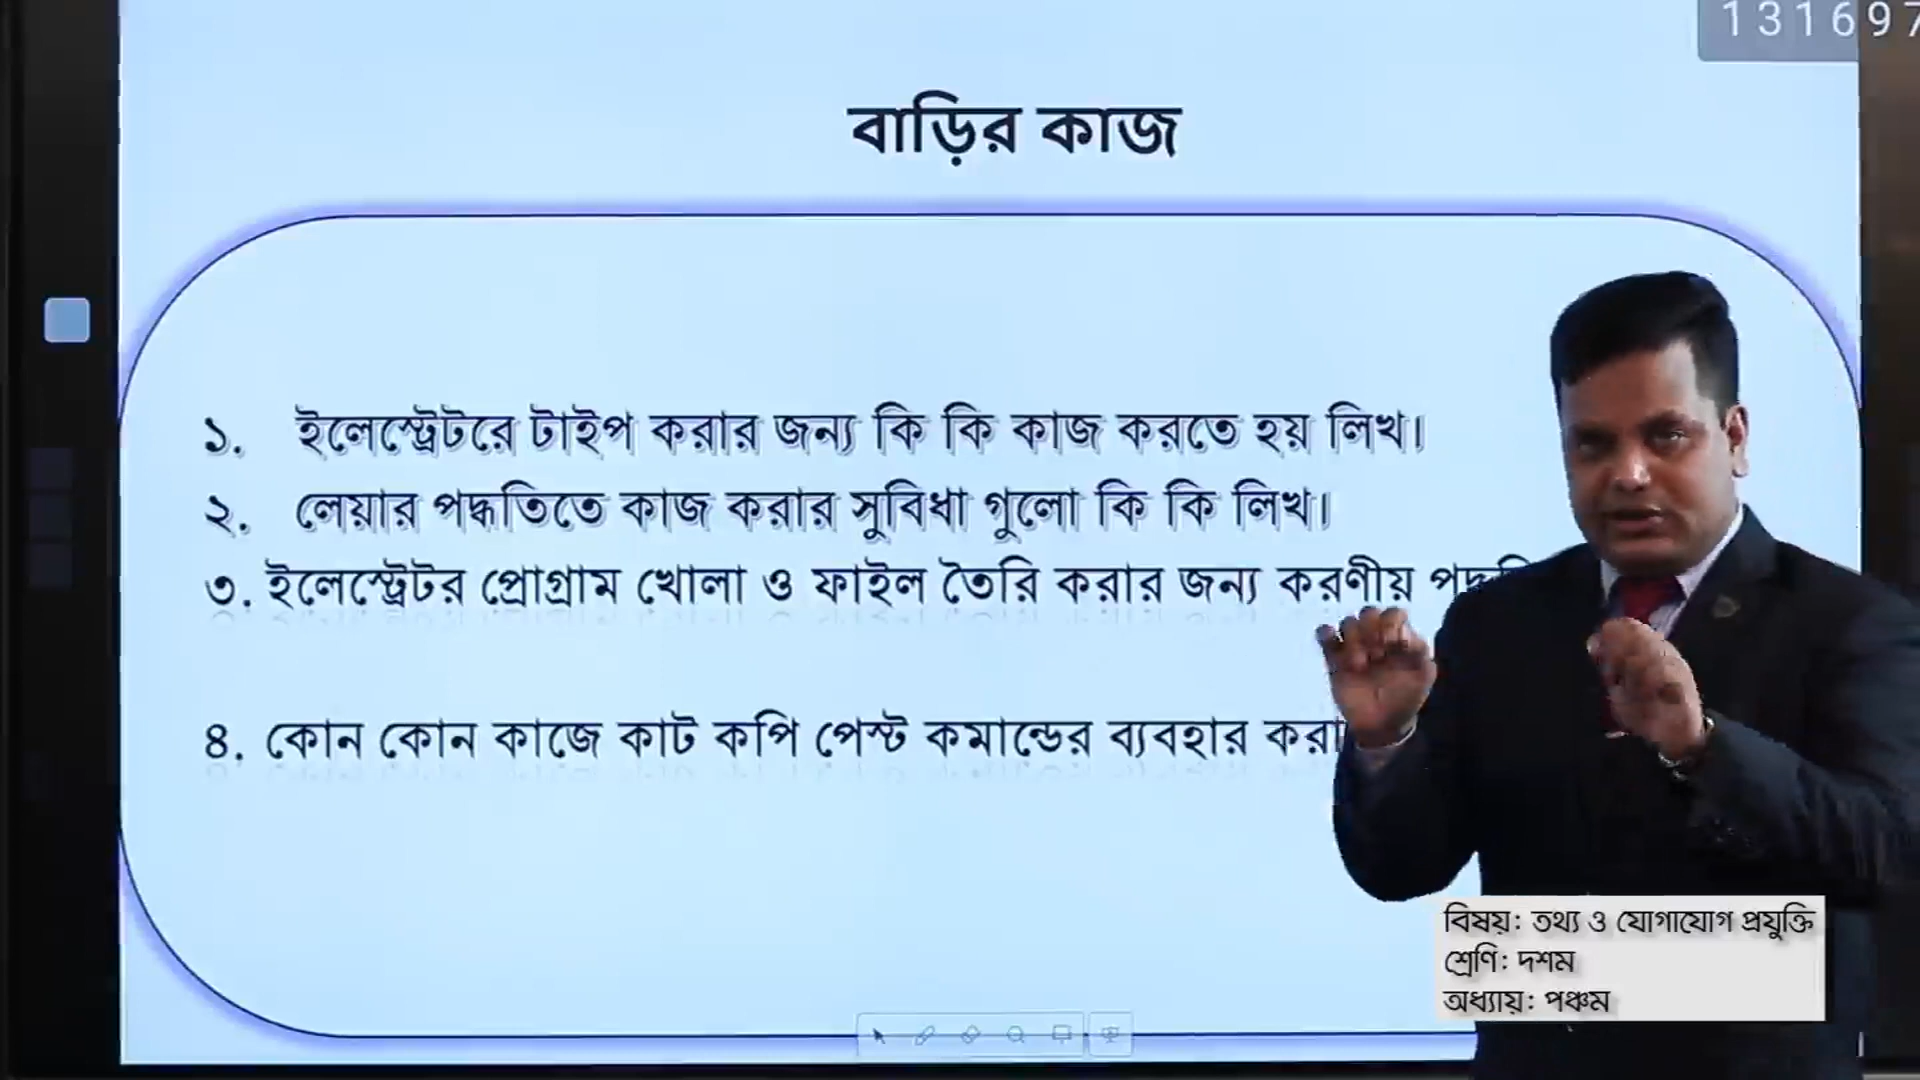 131697
বাড়ির কাজ
১. ইলেস্ট্রেটরে টাইপ করার জন্য কি কি কাজ করতে হয় লিখ।
২. লেয়ার পদ্ধতিতে কাজ করার সুবিধা গুলো কি কি লিখ।
৩. ইলেস্ট্রেটর প্রোগ্রাম খোলা ও ফাইল তৈরি করার জন্য করণীয়
৪. কোন কোন কাজে কাট কপি পেস্ট কমান্ডের ব্যবহার করা
বিষয়: তথ্য ও যোগাযোগ প্রযুক্তি
শ্রেণি: দশম
অধ্যায়: পঞ্চম